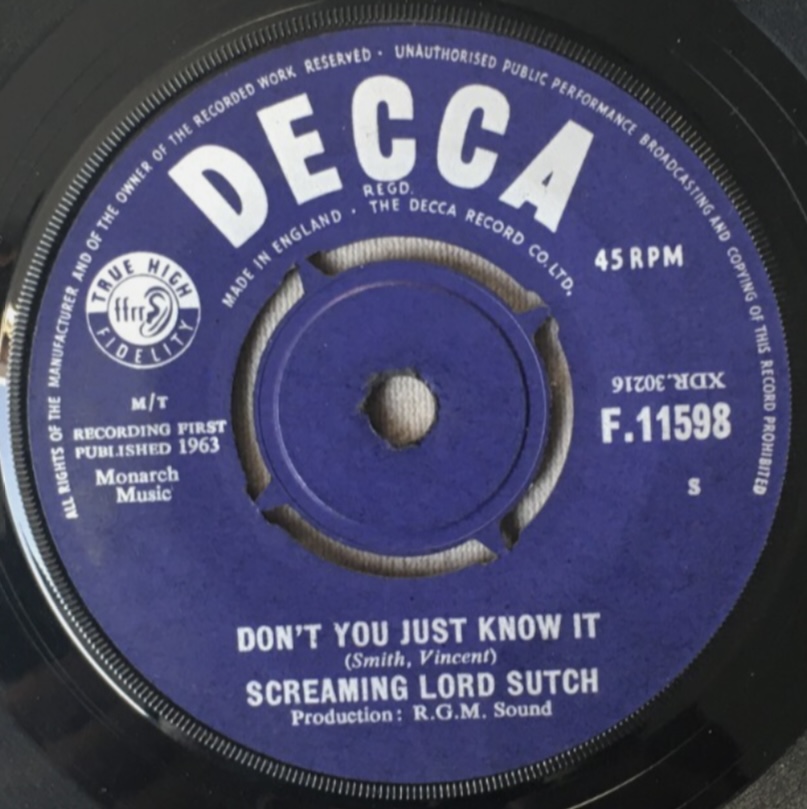 ALL RIGHTS OF THE MANUFACTURER AND OF THE OWNER OF THE RECORDED WORK RESERVED · UNAUTHORISED PUBLIC PERFORMANCE BROADCASTING AND COPYING OF THIS RECORD PROHIBITED
DECCA
REGD.
MADE IN ENGLAND · THE DECCA RECORD CO. LTD.
TRUE HIGH
ffrr
FIDELITY
45 RPM
M/T
RECORDING FIRST
PUBLISHED 1963
Monarch
Music
XDR.30216
F.11598
S
DON'T YOU JUST KNOW IT
(Smith, Vincent)
SCREAMING LORD SUTCH
Production: R.G.M. Sound